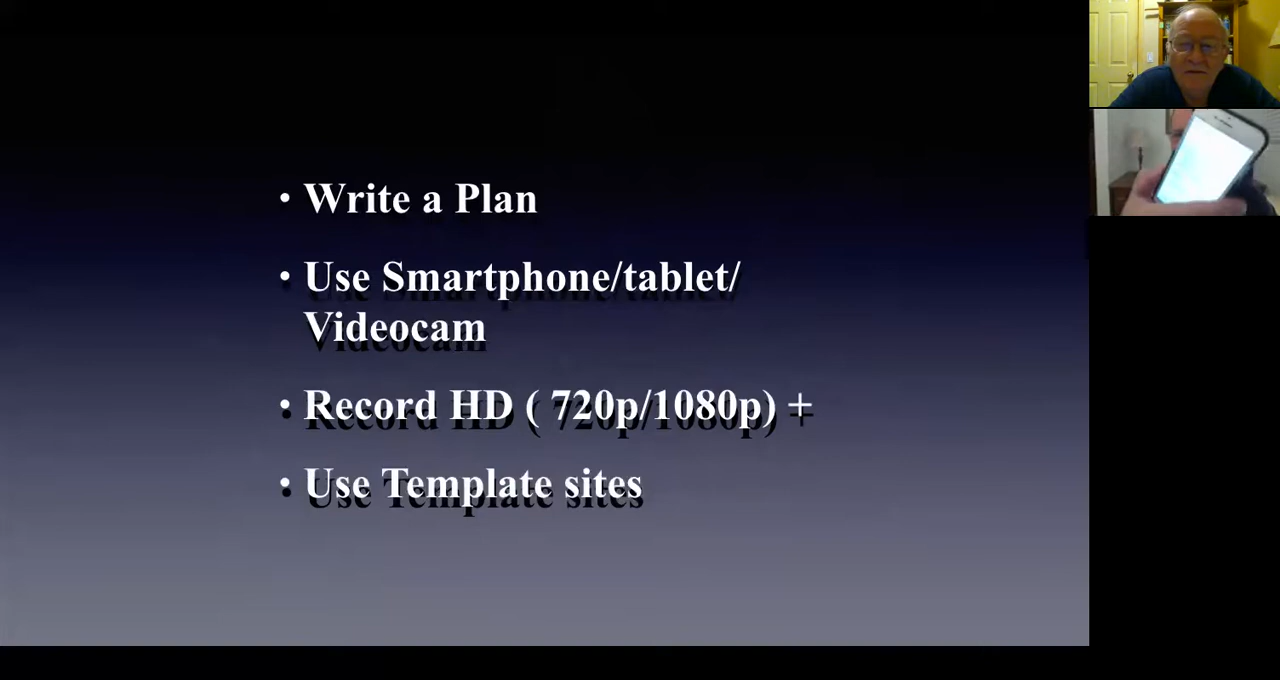 • Write a Plan
• Use Smartphone/tablet/
Videocam
• Record HD ( 720p/1080p) +
• Use Template sites